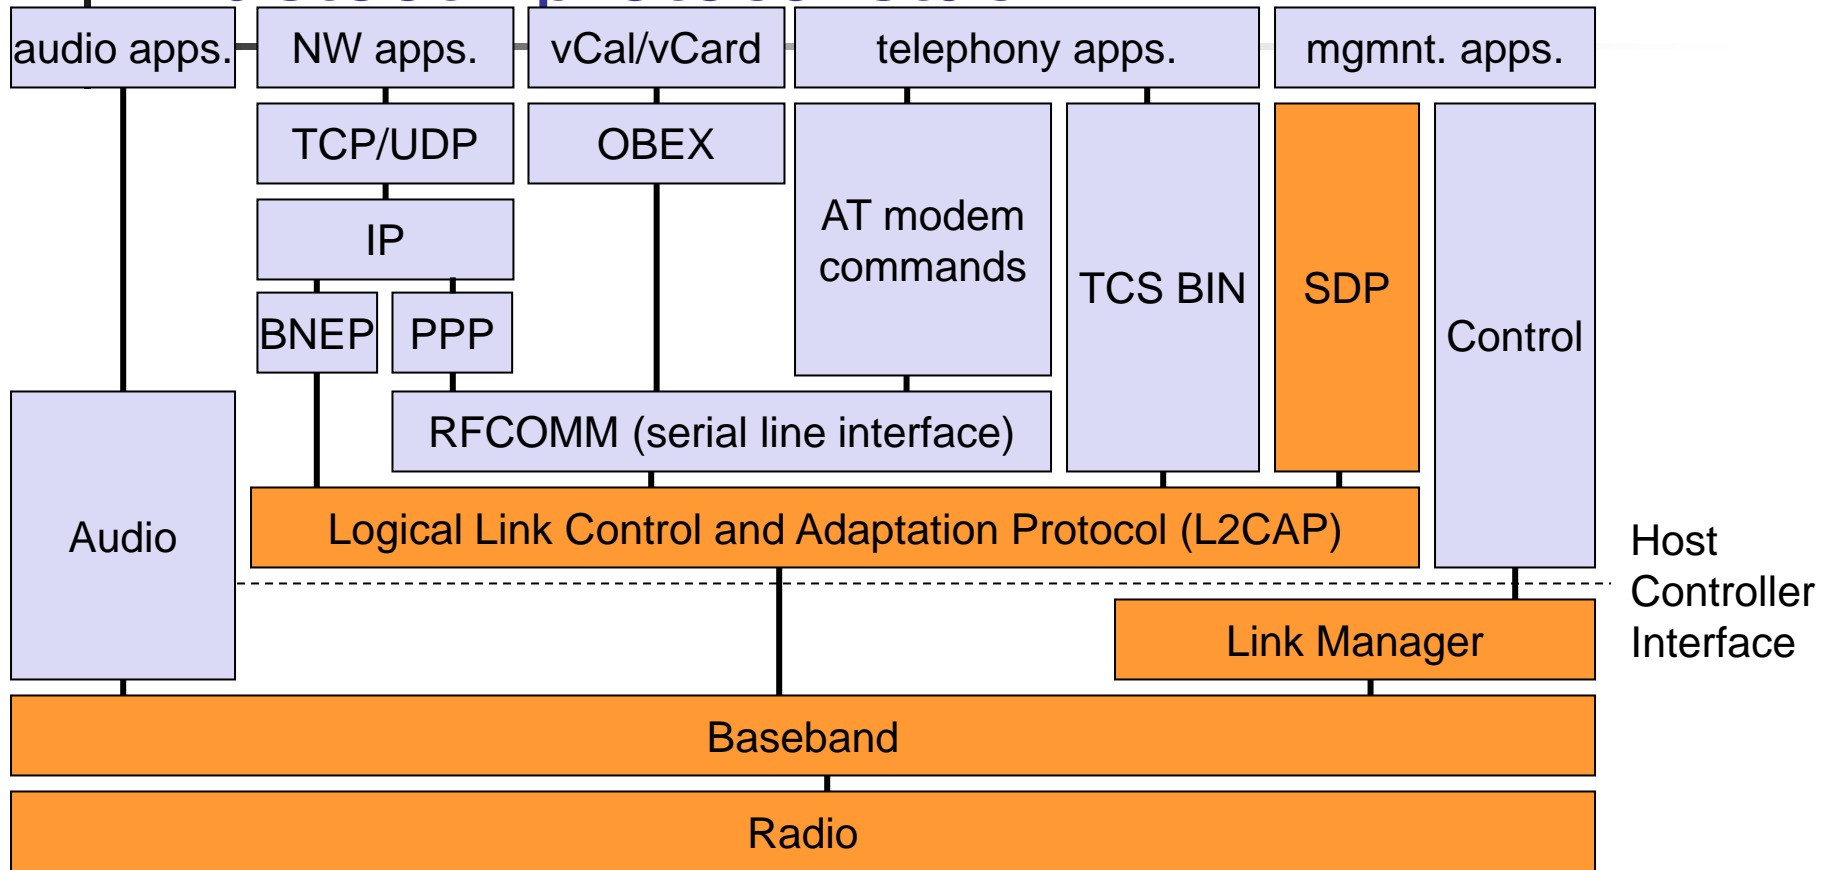 audio apps.
NW apps.
vCal/vCard
telephony apps.
mgmnt. apps.
TCP/UDP
OBEX
AT modem
commands
TCS BIN
SDP
Control
IP
BNEP
PPP
RFCOMM (serial line interface)
Audio
Logical Link Control and Adaptation Protocol (L2CAP)
Host
Controller
Interface
Link Manager
Baseband
Radio